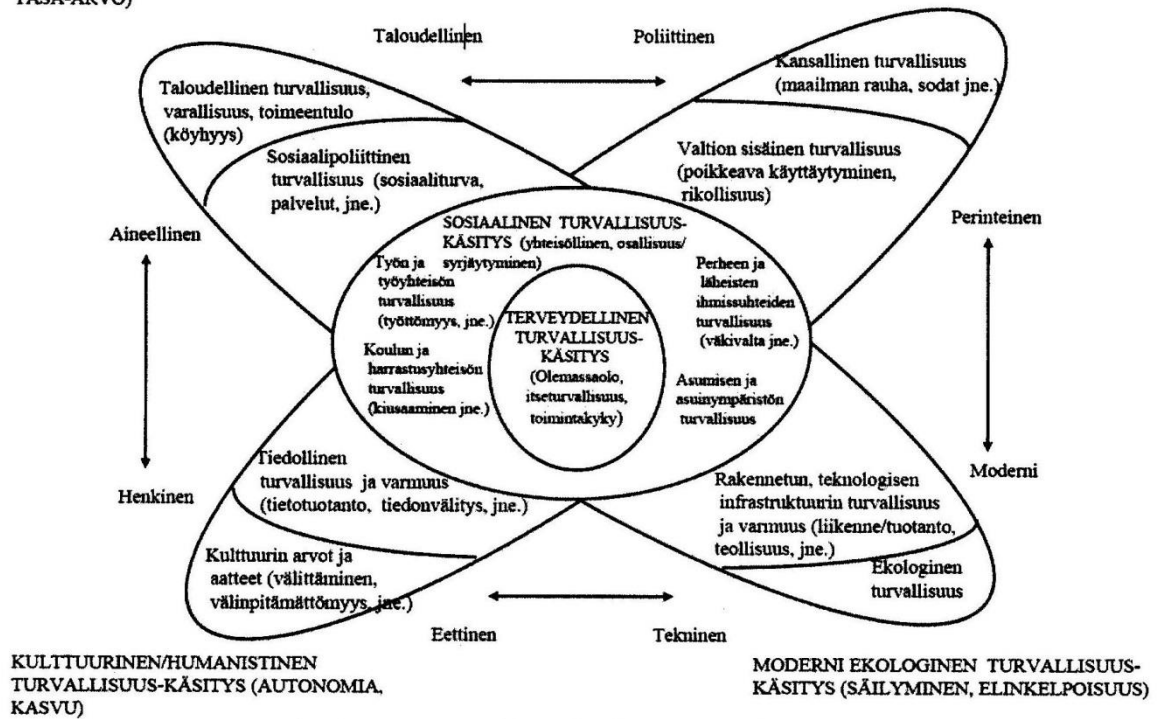 TASA-ARVO)
Taloudellinen
Poliittinen
Taloudellinen turvallisuus,
varallisuus, toimeentulo
(köyhyys)
Kansallinen turvallisuus
(maailman rauha, sodat jne.)
Sosiaalipoliittinen
turvallisuus (sosiaaliturva,
palvelut, jne.)
Valtion sisäinen turvallisuus
(poikkeava käyttäytyminen,
rikollisuus)
Aineellinen
Perinteinen
SOSIAALINEN TURVALLISUUS-
KÄSITYS (yhteisöllinen, osallisuus/
syrjäytyminen)
Työn ja
työyhteisön
turvallisuus
(työttömyys, jne.)
Perheen ja
läheisten
ihmissuhteiden
turvallisuus
(väkivalta jne.)
TERVEYDELLINEN
TURVALLISUUS-
KÄSITYS
(Olemassaolo,
itseturvallisuus,
toimintakyky)
Koulun ja
harrastusyhteisön
turvallisuus
(kiusaaminen jne.)
Asumisen ja
asuinympäristön
turvallisuus
Henkinen
Moderni
Tiedollinen
turvallisuus ja varmuus
(tietotuotanto, tiedonvälitys, jne.)
Rakennetun, teknologisen
infrastruktuurin turvallisuus
ja varmuus (liikenne/tuotanto,
teollisuus, jne.)
Kulttuurin arvot ja
aatteet (välittäminen,
välinpitämättömyys, jne.)
Ekologinen
turvallisuus
Eettinen
Tekninen
KULTTUURINEN/HUMANISTINEN
TURVALLISUUS-KÄSITYS (AUTONOMIA,
KASVU)
MODERNI EKOLOGINEN TURVALLISUUS-
KÄSITYS (SÄILYMINEN, ELINKELPOISUUS)